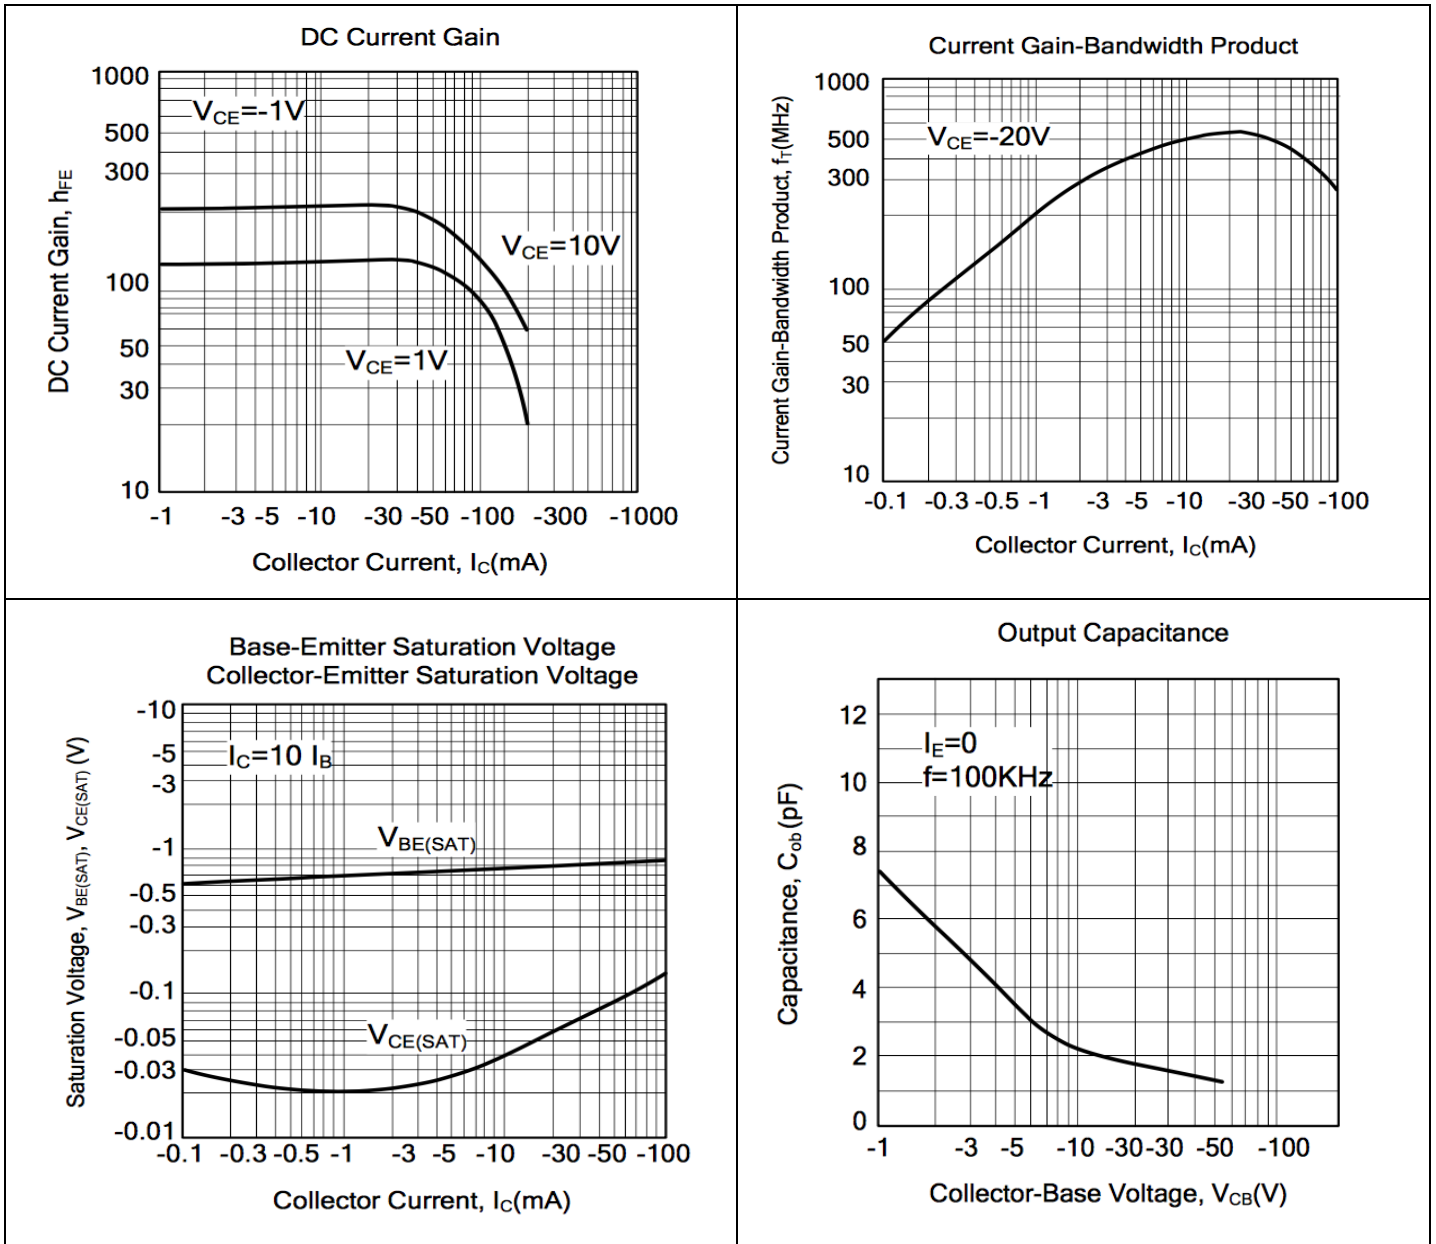 DC Current Gain
1000
500
300
100
50
30
10
DC Current Gain, hFE
VCE=-1V
VCE=10V
VCE=1V
-1 -3 -5 -10 -30 -50 -100 -300 -1000
Collector Current, IC(mA)
Current Gain-Bandwidth Product
1000
500
300
100
50
30
10
Current Gain-Bandwidth Product, fT(MHz)
VCE=-20V
-0.1 -0.3 -0.5 -1 -3 -5 -10 -30 -50 -100
Collector Current, IC(mA)
Base-Emitter Saturation Voltage
Collector-Emitter Saturation Voltage
-10
-5
-3
-1
-0.5
-0.3
-0.1
-0.05
-0.03
-0.01
Saturation Voltage, VBE(SAT), VCE(SAT) (V)
IC=10 IB
VBE(SAT)
VCE(SAT)
-0.1 -0.3 -0.5 -1 -3 -5 -10 -30 -50 -100
Collector Current, IC(mA)
Output Capacitance
12
10
8
6
4
2
0
Capacitance, Cob (pF)
IE=0
f=100KHz
-1 -3 -5 -10 -30 -30 -50 -100
Collector-Base Voltage, VCB(V)